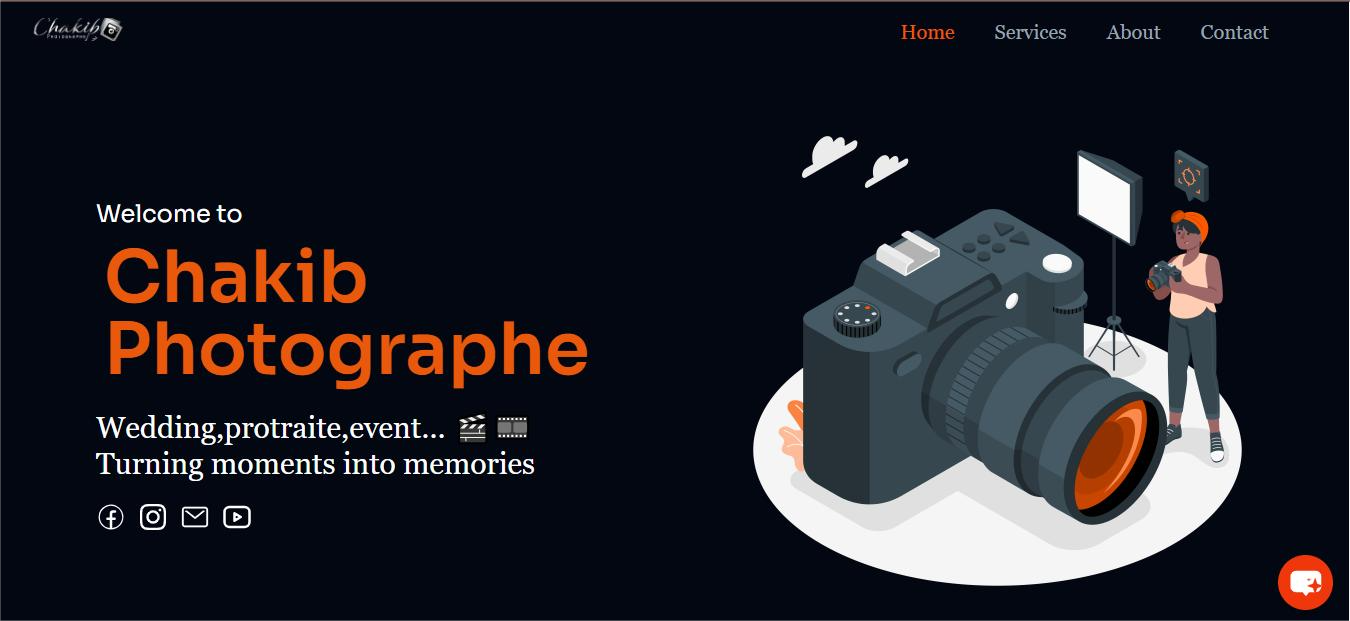 Chakib
PHOTOGRAPHY
Home Services About Contact
Welcome to
Chakib
Photographe
Wedding,protraite,event... 🎬 🎞️
Turning moments into memories